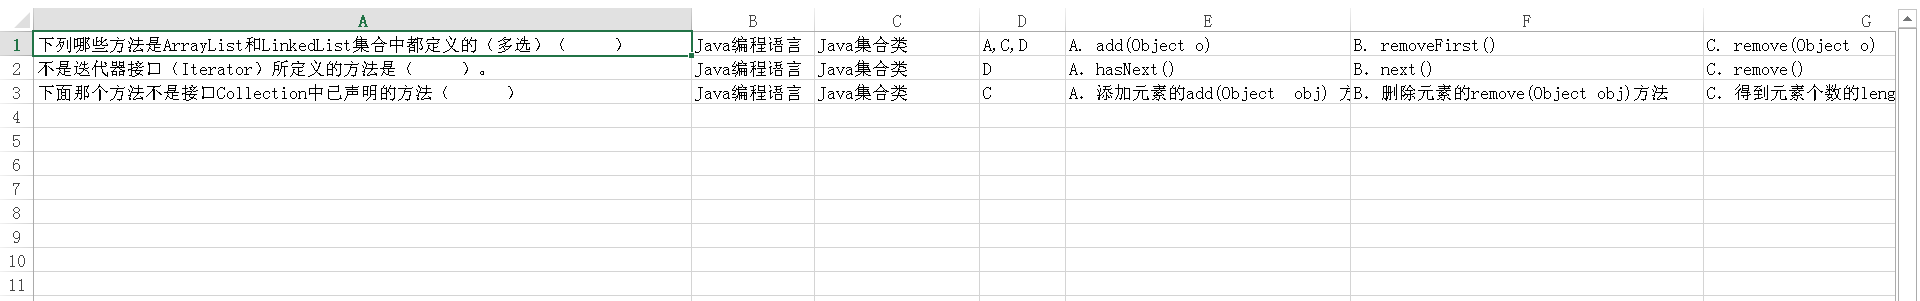 A B C D E F G
1 下列哪些方法是ArrayList和LinkedList集合中都定义的（多选）（      ） Java编程语言 Java集合类 A,C,D A. add(Object o) B. removeFirst() C. remove(Object o)
2 不是迭代器接口（Iterator）所定义的方法是（      ）。 Java编程语言 Java集合类 D A. hasNext() B. next() C. remove()
3 下面那个方法不是接口Collection中已声明的方法（      ） Java编程语言 Java集合类 C A. 添加元素的add(Object  obj) 方 B. 删除元素的remove(Object obj)方法 C. 得到元素个数的leng
4
5
6
7
8
9
10
11